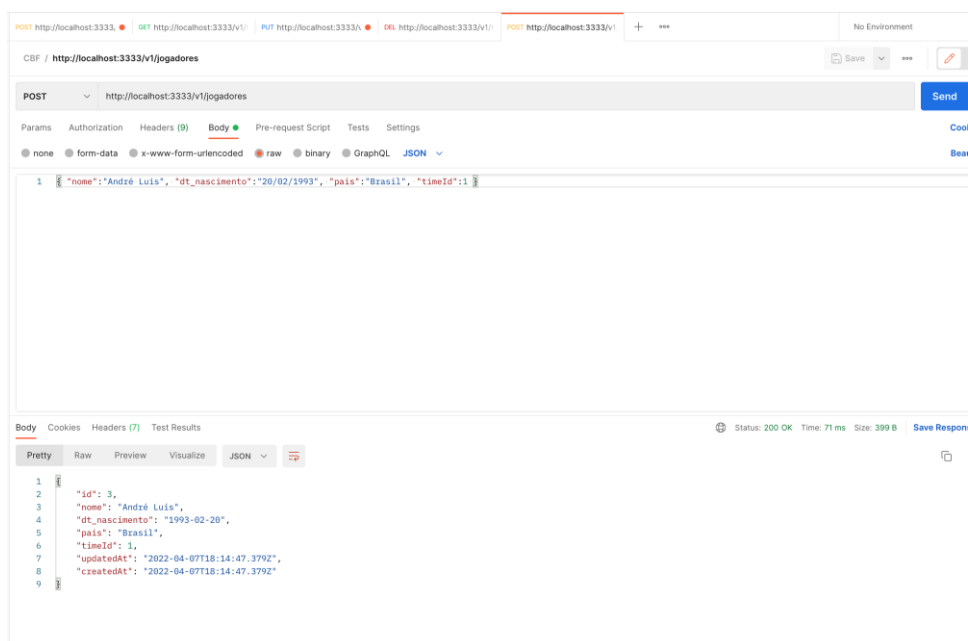 POST http://localhost:3333, GET http://localhost:3333/v1/ PUT http://localhost:3333/v DEL http://localhost:3333/v1/ POST http://localhost:3333/v1 + ••• No Environment
CBF / http://localhost:3333/v1/jogadores Save •••
POST http://localhost:3333/v1/jogadores Send
Params Authorization Headers (9) Body Pre-request Script Tests Settings Cool
none form-data x-www-form-urlencoded raw binary GraphQL JSON Bear
1 { "nome":"André Luis", "dt_nascimento":"20/02/1993", "pais":"Brasil", "timeId":1 }
Body Cookies Headers (7) Test Results Status: 200 OK Time: 71 ms Size: 399 B Save Respon
Pretty Raw Preview Visualize JSON
1 {
2 "id": 3,
3 "nome": "André Luis",
4 "dt_nascimento": "1993-02-20",
5 "pais": "Brasil",
6 "timeId": 1,
7 "updatedAt": "2022-04-07T18:14:47.379Z",
8 "createdAt": "2022-04-07T18:14:47.379Z"
9 }